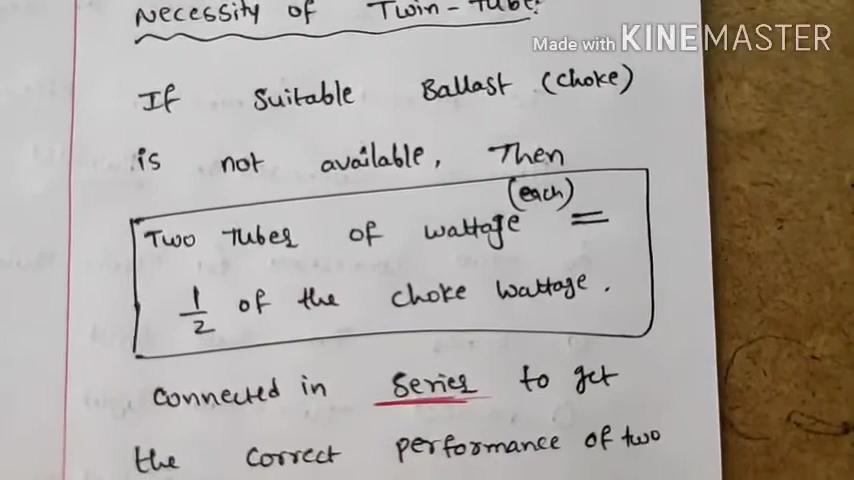 Necessity of Twin-Tube:
Made with KINEMASTER
If Suitable Ballast (choke)
is not available, Then
Two Tubes of wattage (each) =
1/2 of the choke wattage.
connected in Series to get
the correct performance of two